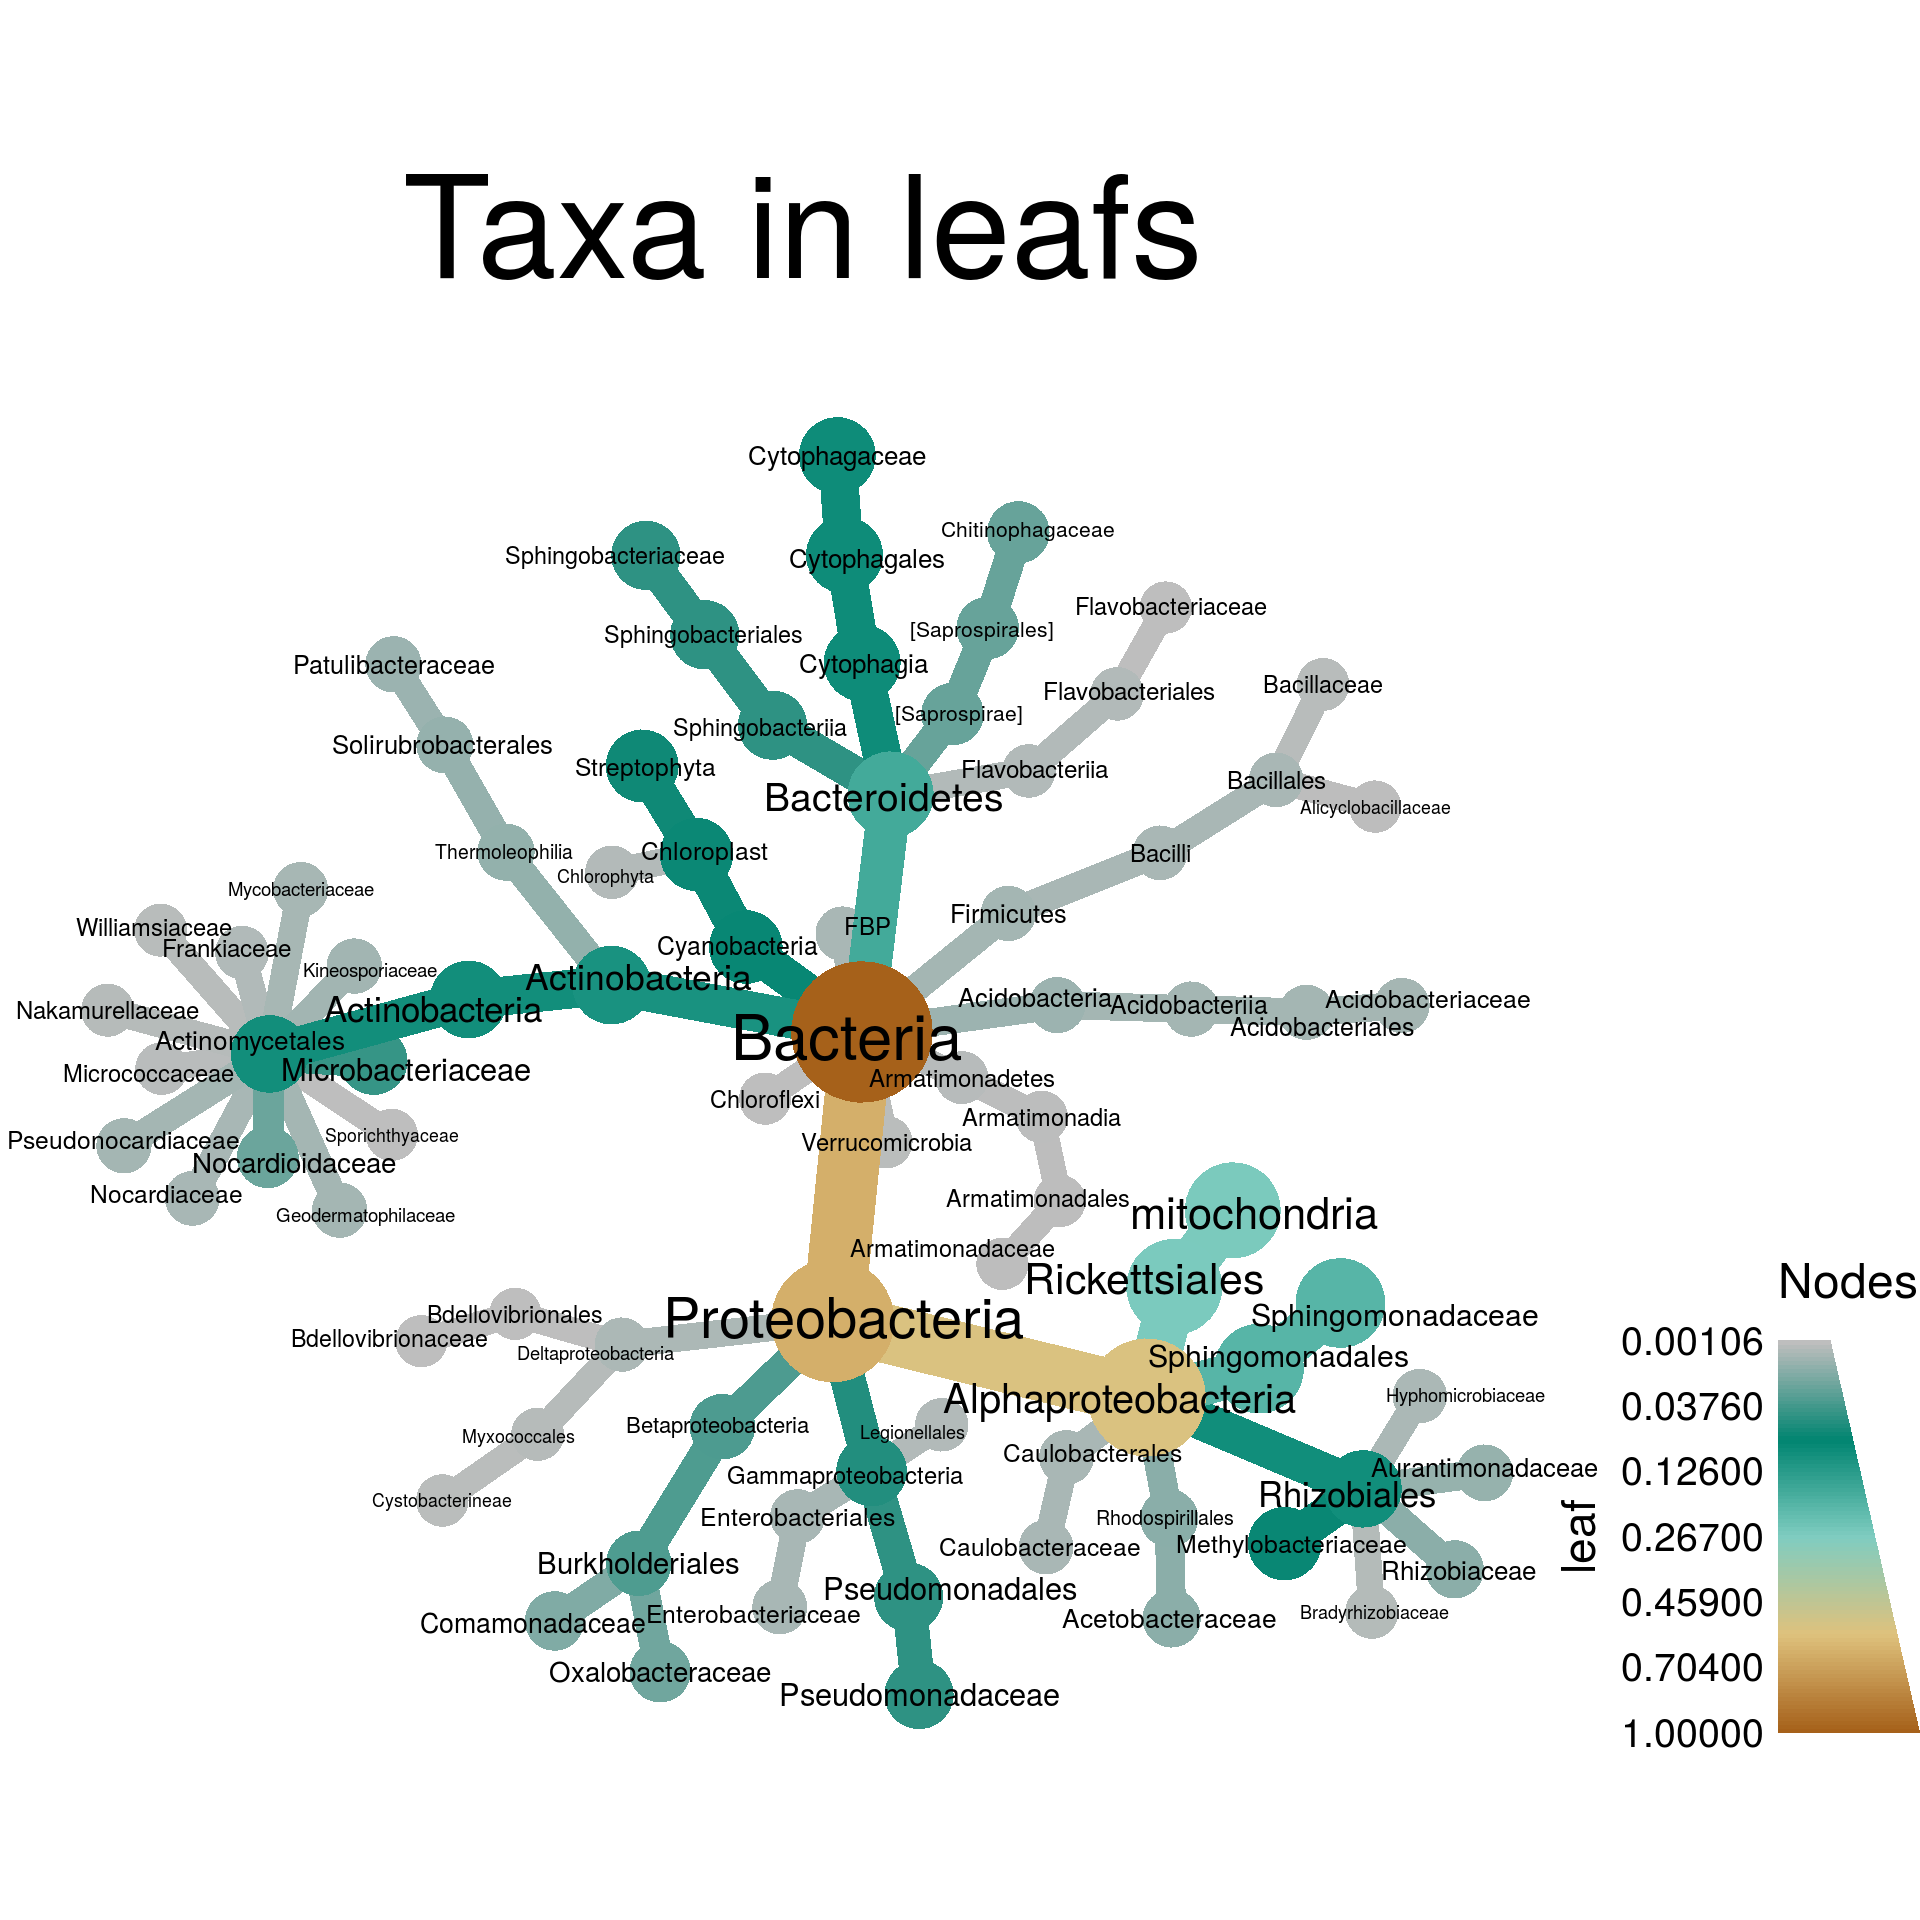 Taxa in leafs
Cytophagaceae
Chitinophagaceae
Sphingobacteriaceae
Cytophagales
Flavobacteriaceae
[Saprospirales]
Sphingobacteriales
Patulibacteraceae
Cytophagia
Bacillaceae
Flavobacteriales
[Saprospirae]
Sphingobacteriia
Solirubrobacterales
Streptophyta
Flavobacteriia
Bacillales
Bacteroidetes
Alicyclobacillaceae
Thermoleophilia
Chloroplast
Bacilli
Chlorophyta
Mycobacteriaceae
Firmicutes
Williamsiaceae
FBP
Frankiaceae
Cyanobacteria
Kineosporiaceae
Actinobacteria
Acidobacteria
Acidobacteriia
Acidobacteriaceae
Nakamurellaceae
Actinobacteria
Acidobacteriales
Actinomycetales
Bacteria
Microbacteriaceae
Micrococcaceae
Armatimonadetes
Chloroflexi
Armatimonadia
Sporichthyaceae
Pseudonocardiaceae
Verrucomicrobia
Nocardioidaceae
Nocardiaceae
Armatimonadales
Geodermatophilaceae
mitochondria
Armatimonadaceae
Rickettsiales
Nodes
Bdellovibrionales
Proteobacteria
Sphingomonadaceae
Bdellovibrionaceae
0.00106
Deltaproteobacteria
Sphingomonadales
Alphaproteobacteria
Hyphomicrobiaceae
0.03760
Betaproteobacteria
Legionellales
Myxococcales
Caulobacterales
Gammaproteobacteria
Aurantimonadaceae
0.12600
Cystobacterineae
Rhizobiales
Enterobacteriales
Rhodospirillales
leaf
0.26700
Caulobacteraceae
Methylobacteriaceae
Burkholderiales
Rhizobiaceae
Pseudomonadales
0.45900
Comamonadaceae
Enterobacteriaceae
Acetobacteraceae
Bradyrhizobiaceae
Oxalobacteraceae
0.70400
Pseudomonadaceae
1.00000